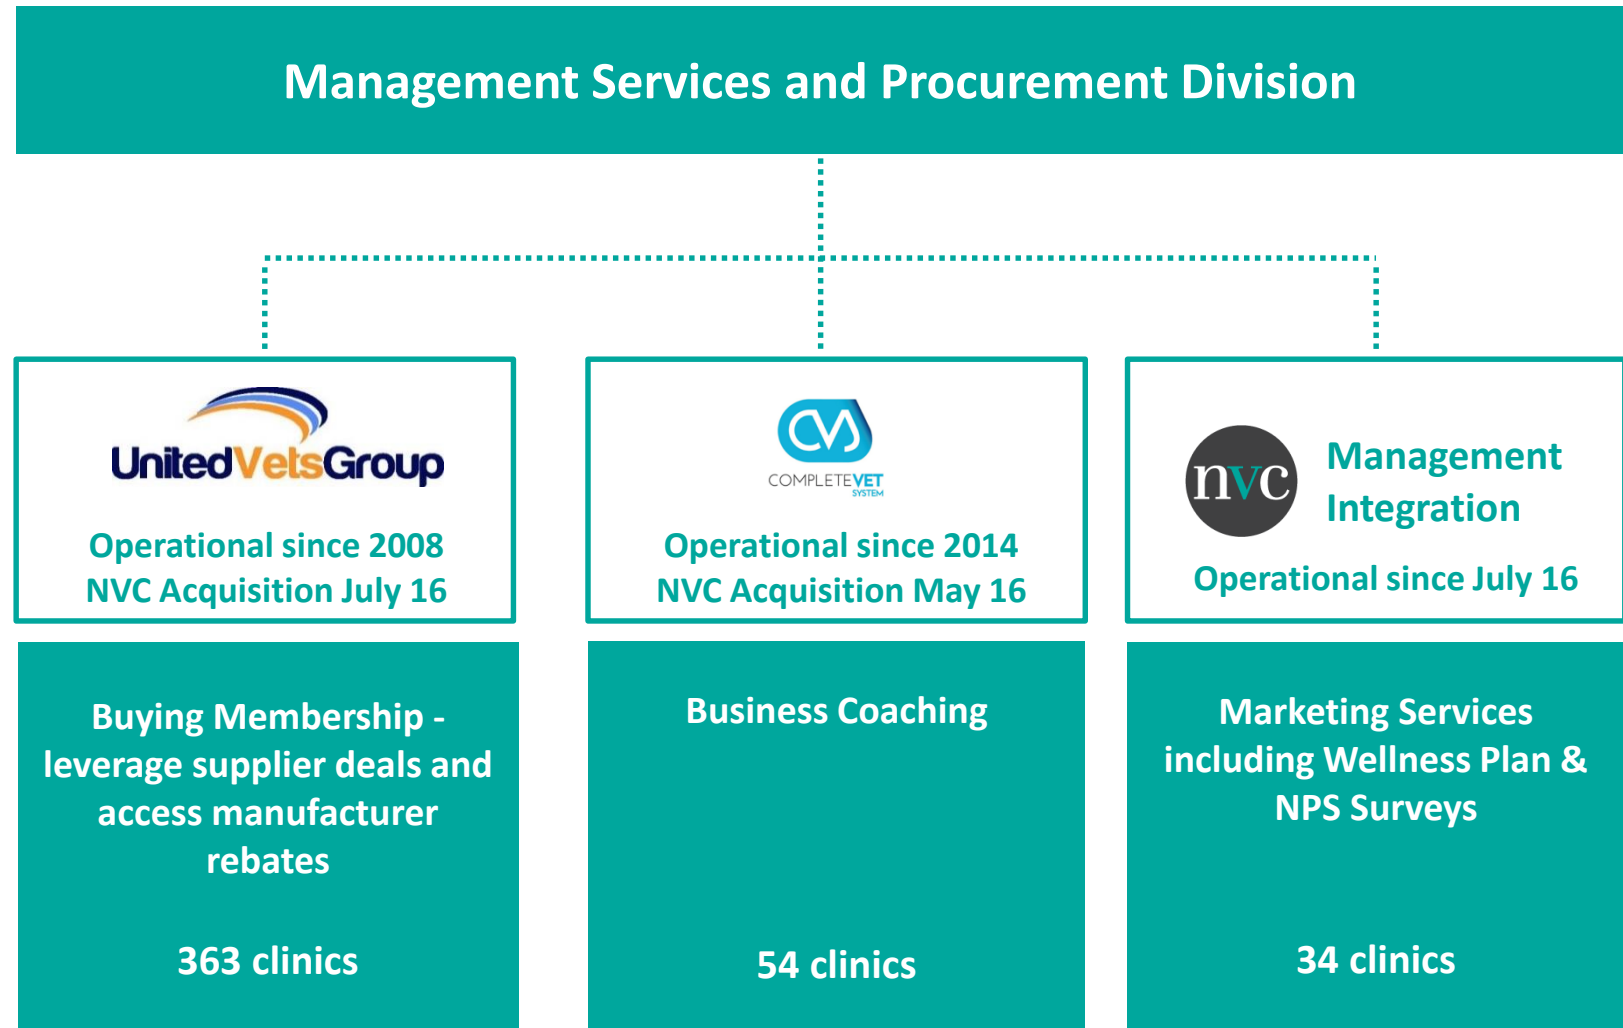 Management Services and Procurement Division
UnitedVetsGroup
Operational since 2008
NVC Acquisition July 16
CVS
COMPLETEVET
SYSTEM
Operational since 2014
NVC Acquisition May 16
nvc
Management
Integration
Operational since July 16
Buying Membership -
leverage supplier deals and
access manufacturer
rebates
363 clinics
Business Coaching
54 clinics
Marketing Services
including Wellness Plan &
NPS Surveys
34 clinics